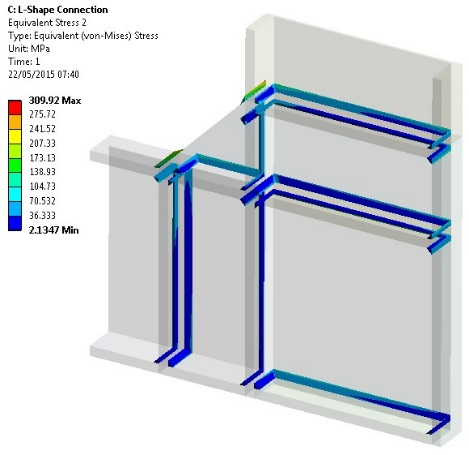 C: L-Shape Connection
Equivalent Stress 2
Type: Equivalent (von-Mises) Stress
Unit: MPa
Time: 1
22/05/2015 07:40
309.92 Max
275.72
241.52
207.33
173.13
138.93
104.73
70.532
36.333
2.1347 Min